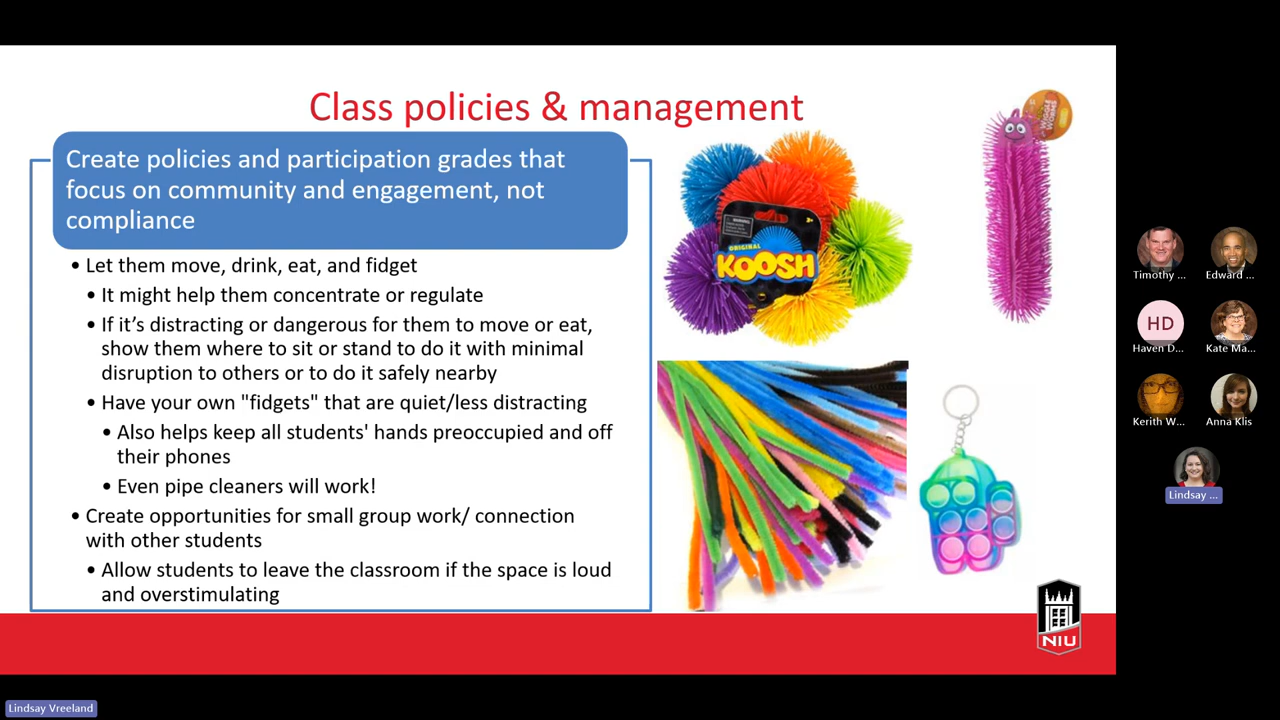 Class policies & management
Create policies and participation grades that
focus on community and engagement, not
compliance
• Let them move, drink, eat, and fidget
• It might help them concentrate or regulate
• If it’s distracting or dangerous for them to move or eat,
show them where to sit or stand to do it with minimal
disruption to others or to do it safely nearby
• Have your own "fidgets" that are quiet/less distracting
• Also helps keep all students' hands preoccupied and off
their phones
• Even pipe cleaners will work!
• Create opportunities for small group work/ connection
with other students
• Allow students to leave the classroom if the space is loud
and overstimulating
WARNING
ORIGINAL
KOOSH
WORMS
NIU
Timothy ...
Edward ...
HD
Haven D...
Kate Ma...
Kerith W...
Anna Klis
Lindsay ...
Lindsay Vreeland